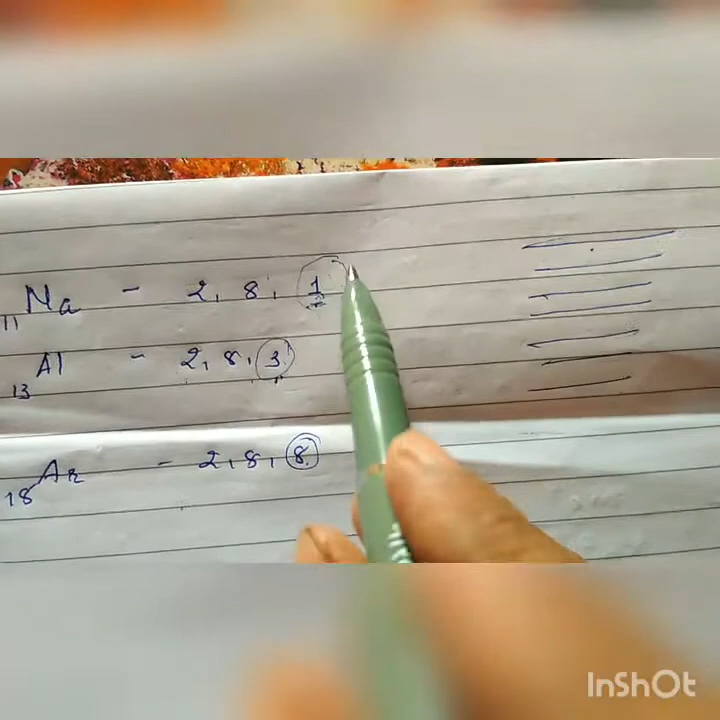 11Na - 2, 8, 1
13Al - 2, 8, 3
18Ar - 2, 8, 8
InShOt